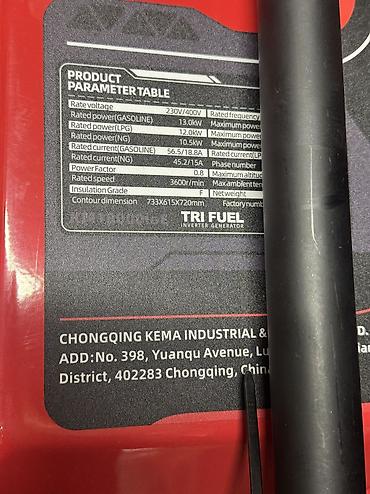 PRODUCT
PARAMETER TABLE
Rate voltage 230V/400V Rated frequency
Rated power(GASOLINE) 13.0kW Maximum power
Rated power(LPG) 12.0kW Maximum power
Rated power(NG) 10.5kW Maximum power
Rated current(GASOLINE) 56.5/18.8A Rated current(LP
Rated current(NG) 45.2/15A Phase number
Power Factor 0.8 Maximum altitud
Rated speed 3600r/min Max.ambient tem
Insulation Grade F Net weight
Contour dimension 733X615X720mm Factory numb
TRI FUEL
INVERTER GENERATOR
CHONGQING KEMA INDUSTRIAL & D.
ADD:No. 398, Yuanqu Avenue, Lu
District, 402283 Chongqing, China